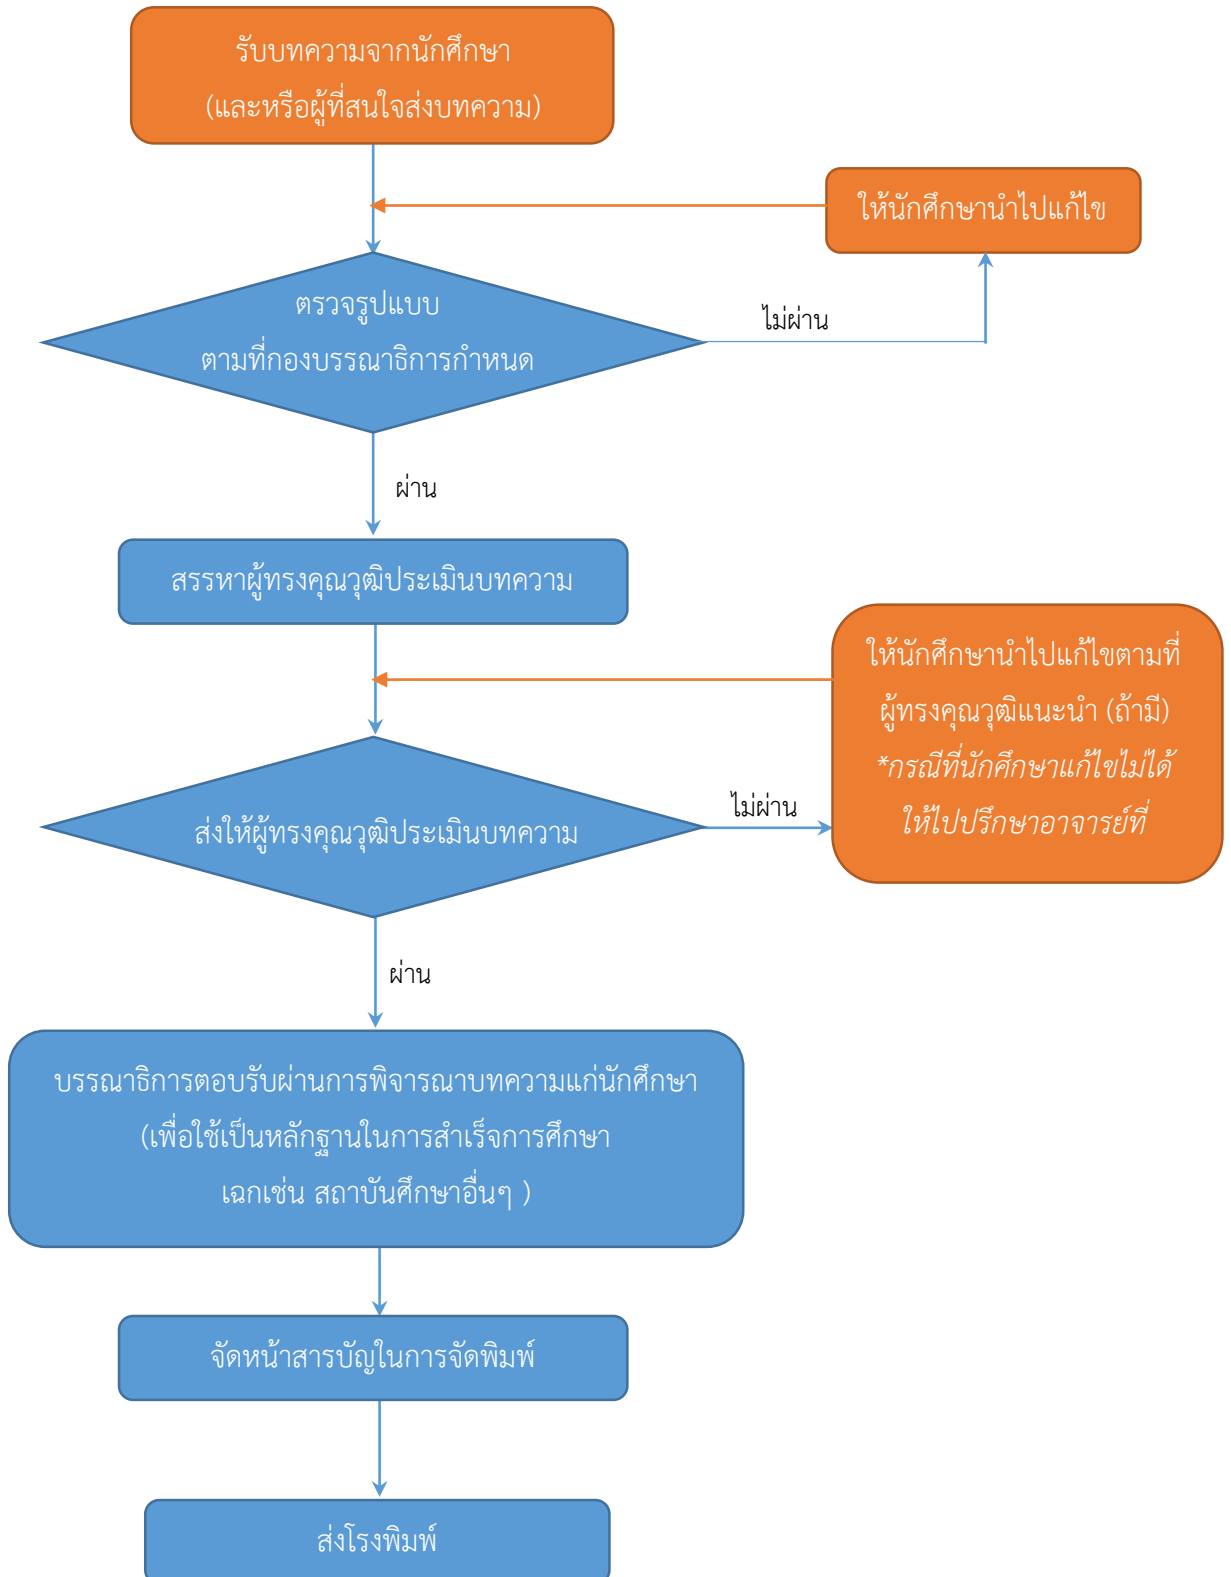 รับบทความจากนักศึกษา
(และหรือผู้ที่สนใจส่งบทความ)
ให้นักศึกษานำไปแก้ไข
ตรวจรูปแบบ
ตามที่กองบรรณาธิการกำหนด
ไม่ผ่าน
ผ่าน
สรรหาผู้ทรงคุณวุฒิประเมินบทความ
ให้นักศึกษานำไปแก้ไขตามที่
ผู้ทรงคุณวุฒิแนะนำ (ถ้ามี)
*กรณีที่นักศึกษาแก้ไขไม่ได้
ให้ไปปรึกษาอาจารย์ที่
ส่งให้ผู้ทรงคุณวุฒิประเมินบทความ
ไม่ผ่าน
ผ่าน
บรรณาธิการตอบรับผ่านการพิจารณาบทความแก่นักศึกษา
(เพื่อใช้เป็นหลักฐานในการสำเร็จการศึกษา
เฉกเช่น สถาบันศึกษาอื่นๆ )
จัดหน้าสารบัญในการจัดพิมพ์
ส่งโรงพิมพ์